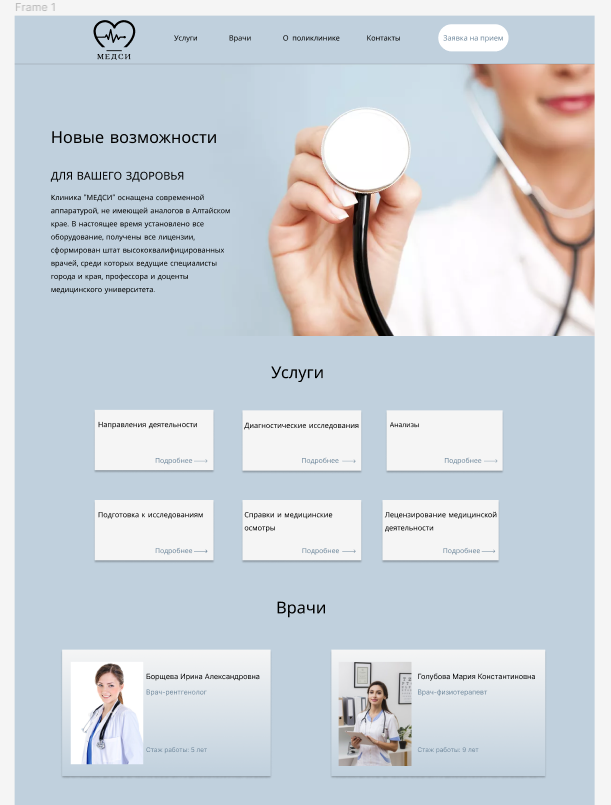 Frame 1
МЕДСИ
Услуги
Врачи
О поликлинике
Контакты
Заявка на прием
Новые возможности
ДЛЯ ВАШЕГО ЗДОРОВЬЯ
Клиника "МЕДСИ" оснащена современной
аппаратурой, не имеющей аналогов в Алтайском
крае. В настоящее время установлено все
оборудование, получены все лицензии,
сформирован штат высококвалифицированных
врачей, среди которых ведущие специалисты
города и края, профессора и доценты
медицинского университета.
Услуги
Направления деятельности
Подробнее
Диагностические исследования
Подробнее
Анализы
Подробнее
Подготовка к исследованиям
Подробнее
Справки и медицинские
осмотры
Подробнее
Лецензирование медицинской
деятельности
Подробнее
Врачи
Борщева Ирина Александровна
Врач-рентгенолог
Стаж работы: 5 лет
Голубова Мария Константиковна
Врач-физиотерапевт
Стаж работы: 9 лет